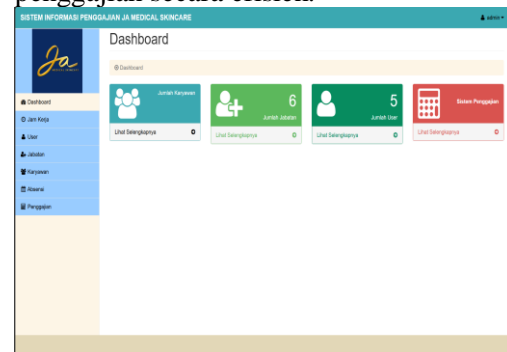 penggajian secara efisien.
SISTEM INFORMASI PENGGAJIAN JA MEDICAL SKINCARE
admin
Ja
Dashboard
Dashboard
Dashboard
Jam Kerja
User
Jabatan
Karyawan
Absensi
Penggajian
Jumlah Karyawan
Lihat Selengkapnya
6
Jumlah Jabatan
Lihat Selengkapnya
5
Jumlah User
Lihat Selengkapnya
Sistem Penggajian
Lihat Selengkapnya